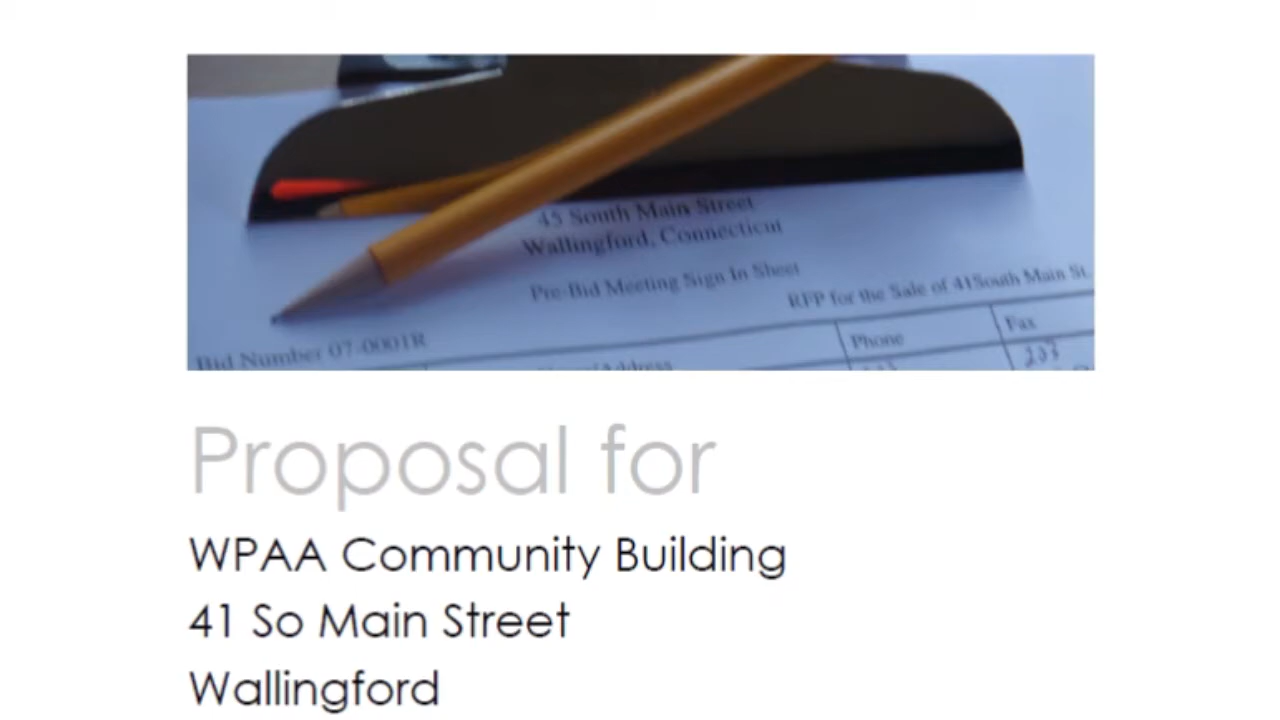 45 South Main Street
Wallingford, Connecticut
Pre-Bid Meeting Sign In Sheet
RFP for the Sale of 41South Main St.
Bid Number 07-0001R
Phone
Fax
203
Proposal for
WPAA Community Building
41 So Main Street
Wallingford